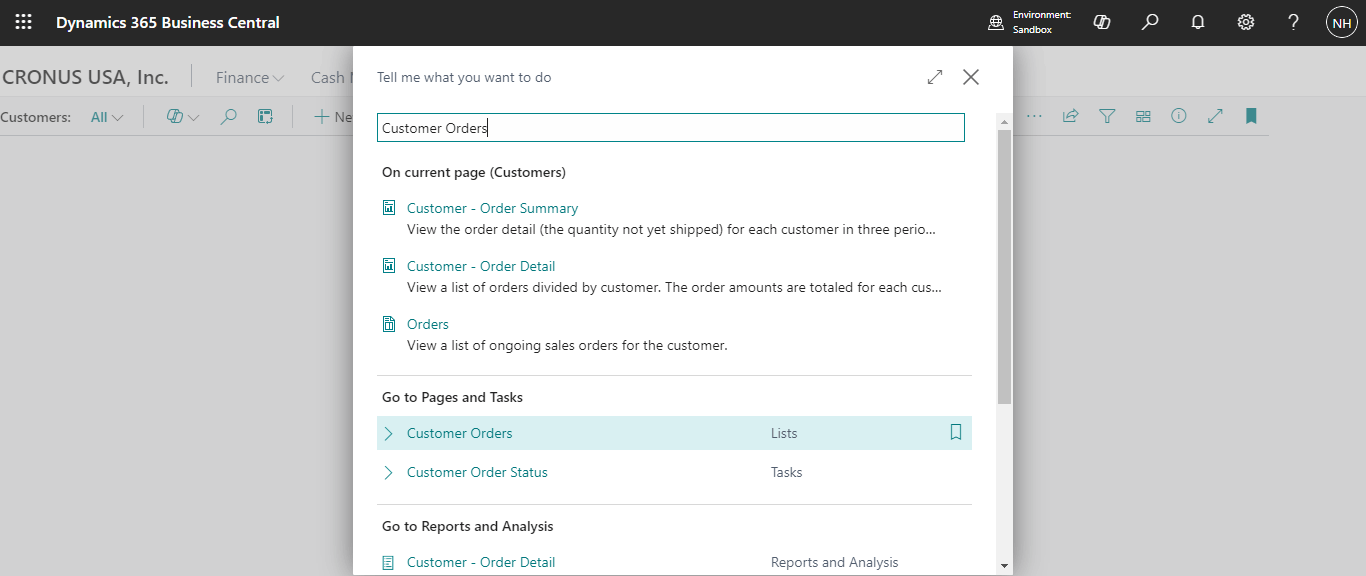 Dynamics 365 Business Central
Environment:
Sandbox
NH
CRONUS USA, Inc.
Finance
Cash
Customers:
All
Ne
Tell me what you want to do
Customer Orders
On current page (Customers)
Customer - Order Summary
View the order detail (the quantity not yet shipped) for each customer in three perio...
Customer - Order Detail
View a list of orders divided by customer. The order amounts are totaled for each cus...
Orders
View a list of ongoing sales orders for the customer.
Go to Pages and Tasks
Customer Orders Lists
Customer Order Status Tasks
Go to Reports and Analysis
Customer - Order Detail Reports and Analysis